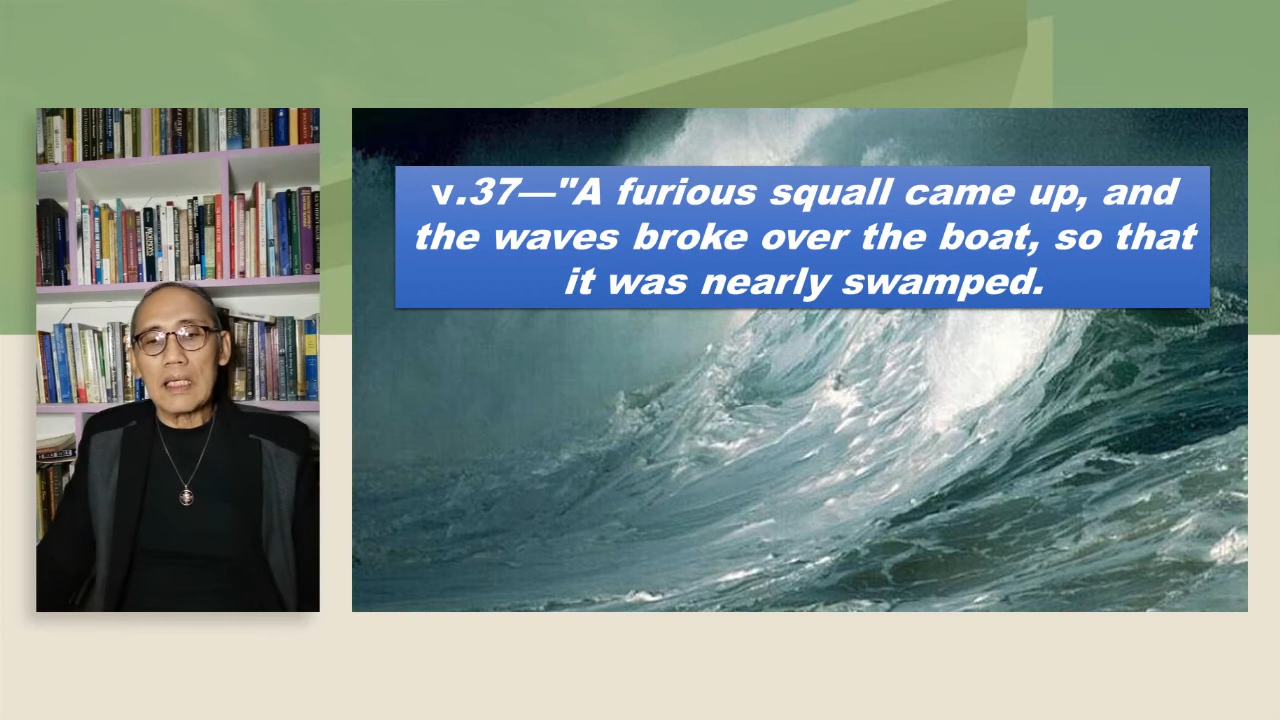 v.37—"A furious squall came up, and
the waves broke over the boat, so that
it was nearly swamped.